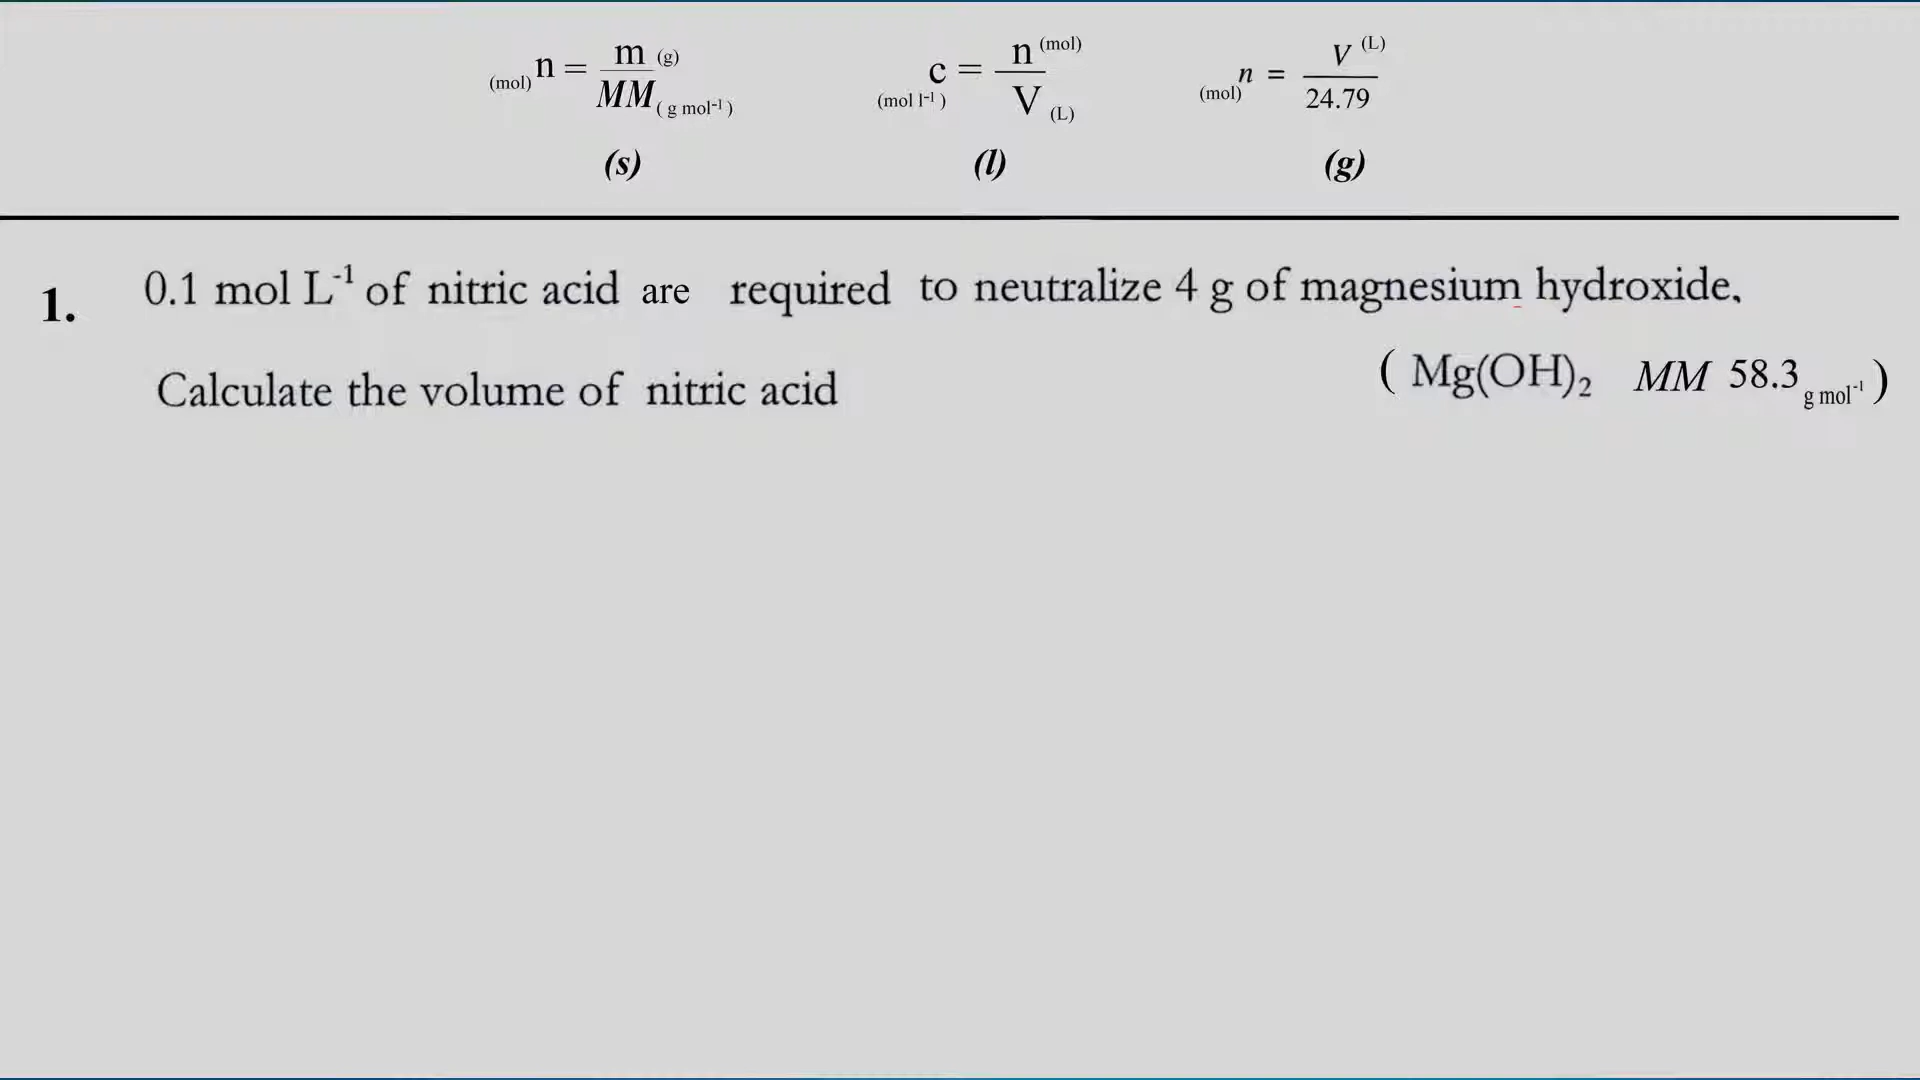 (mol) n = m (g) / MM ( g mol-1 )    c (mol l-1 ) = n (mol) / V (L)    (mol) n = V (L) / 24.79
(s) (l) (g)
1. 0.1 mol L-1 of nitric acid are required to neutralize 4 g of magnesium hydroxide.
Calculate the volume of nitric acid ( Mg(OH)2 MM 58.3 g mol-1 )